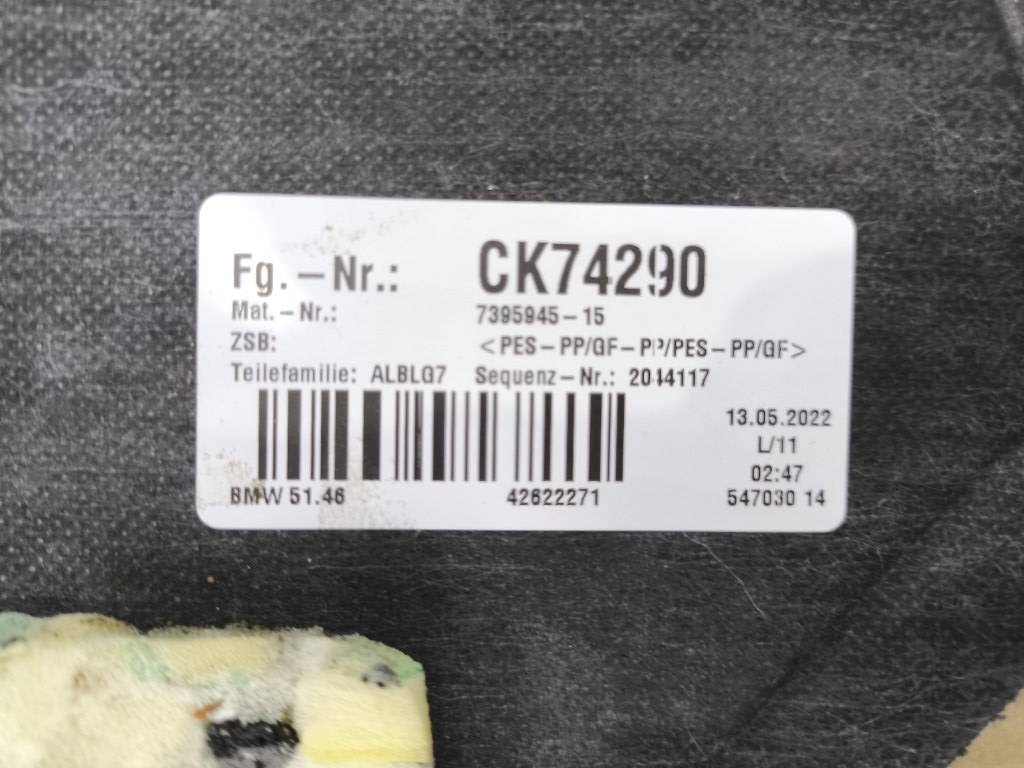 Fg. -Nr.: CK74290
Mat. -Nr.: 7395945-15
ZSB: <PES-PP/GF-PP/PES-PP/GF>
Teilefamilie: ALBLG7 Sequenz-Nr.: 2044117
13.05.2022
L/11
02:47
BMW 51.46 42622271 547030 14